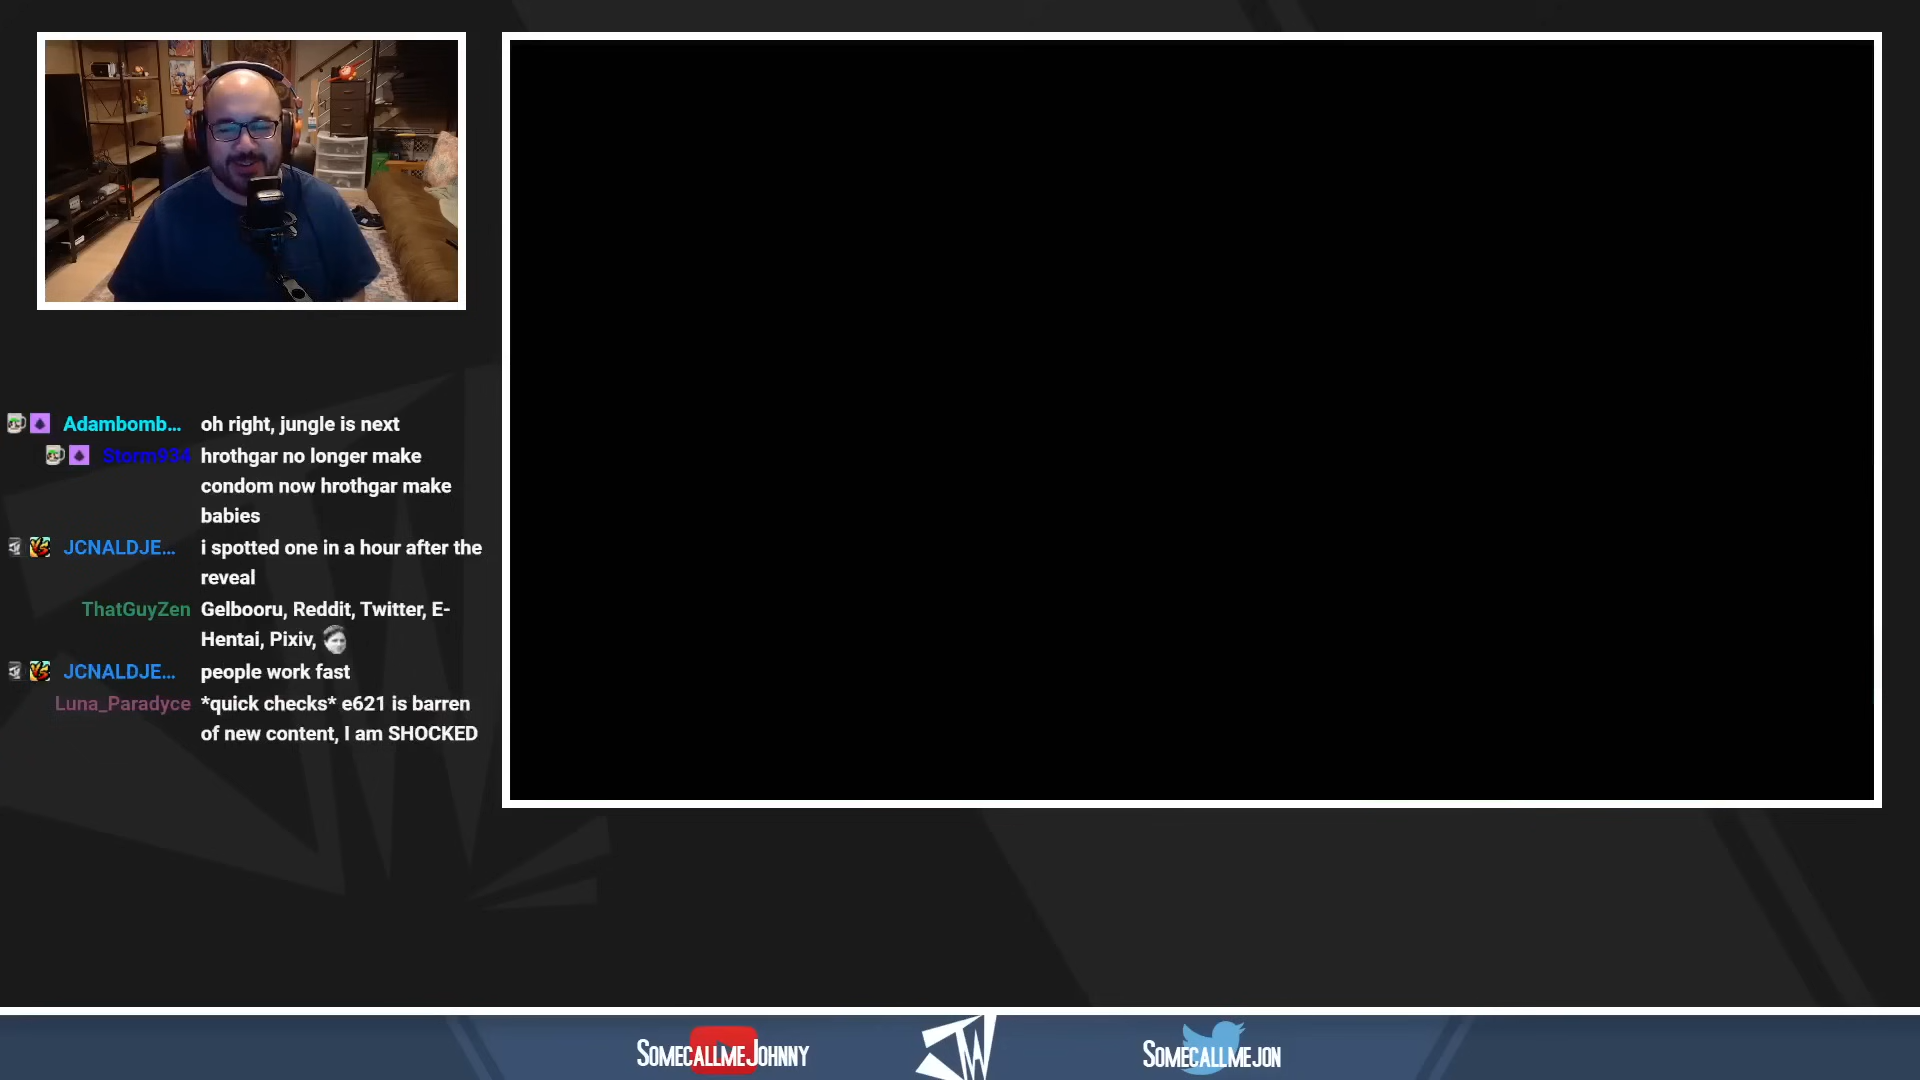 Adambomb... oh right, jungle is next
Storm934 hrothgar no longer make
condom now hrothgar make
babies
JCNALDJE... i spotted one in a hour after the
reveal
ThatGuyZen Gelbooru, Reddit, Twitter, E-
Hentai, Pixiv,
JCNALDJE... people work fast
Luna_Paradyce *quick checks* e621 is barren
of new content, I am SHOCKED
SOMECALLMEJOHNNY
SOMECALLMEJON